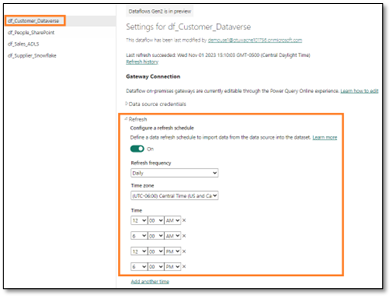 Dataflows Gen2 is in preview
df_Customer_Dataverse
df_People_SharePoint
df_Sales_ADLS
df_Supplier_Snowflake
Settings for df_Customer_Dataverse
This dataflow has been last modified by
Last refresh succeeded: Wed Nov 01 2023 13:10:03 GMT-0500 (Central Daylight Time)
Refresh history
Gateway Connection
Dataflow on-premises gateways are currently editable through the Power Query Online experience. Learn how to edit
Data source credentials
Refresh
Configure a refresh schedule
Define a data refresh schedule to import data from the data source into the dataset. Learn more
On
Refresh frequency
Daily
Time zone
(UTC-06:00) Central Time (US and Ca
Time
12 00 AM ×
6 00 AM ×
12 00 PM ×
6 00 PM ×
Add another time